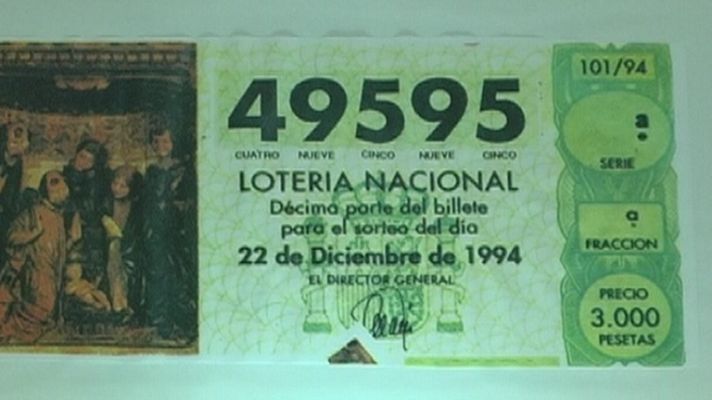 49595
CUATRO NUEVE CINCO NUEVE CINCO
LOTERIA NACIONAL
Décima parte del billete
para el sorteo del día
22 de Diciembre de 1994
EL DIRECTOR GENERAL
101/94
a
SERIE
a
FRACCION
PRECIO
3.000
PESETAS